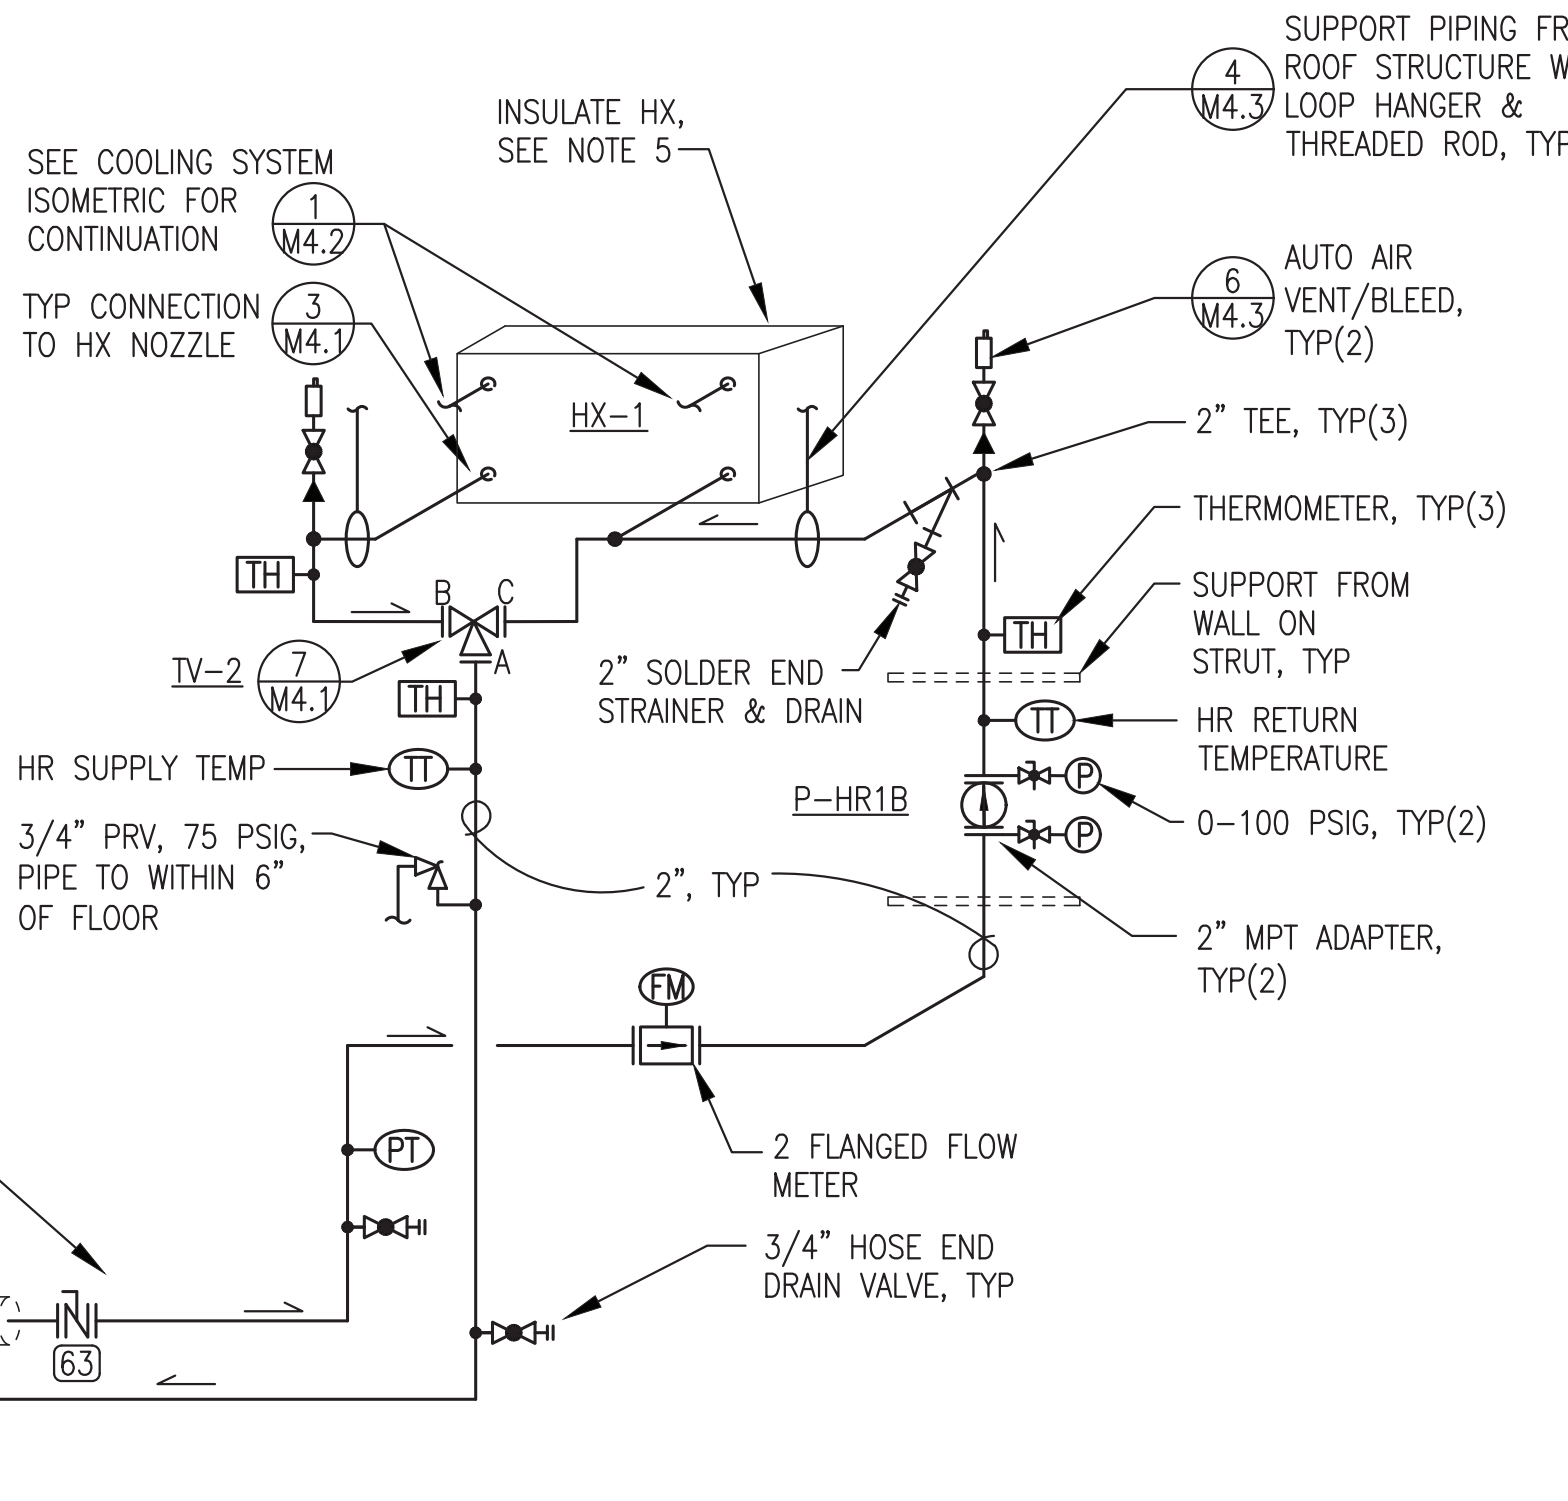 SUPPORT PIPING FR
ROOF STRUCTURE W
LOOP HANGER &
THREADED ROD, TYP
4
M4.3
INSULATE HX,
SEE NOTE 5
SEE COOLING SYSTEM
ISOMETRIC FOR
CONTINUATION
1
M4.2
TYP CONNECTION
TO HX NOZZLE
3
M4.1
6
M4.3
AUTO AIR
VENT/BLEED,
TYP(2)
HX-1
2" TEE, TYP(3)
THERMOMETER, TYP(3)
TH
B
C
A
TV-2
7
M4.1
TH
2" SOLDER END
STRAINER & DRAIN
TH
SUPPORT FROM
WALL ON
STRUT, TYP
TT
HR RETURN
TEMPERATURE
HR SUPPLY TEMP
TT
P-HR1B
P
P
0-100 PSIG, TYP(2)
3/4" PRV, 75 PSIG,
PIPE TO WITHIN 6"
OF FLOOR
2", TYP
2" MPT ADAPTER,
TYP(2)
FM
2 FLANGED FLOW
METER
PT
3/4" HOSE END
DRAIN VALVE, TYP
63